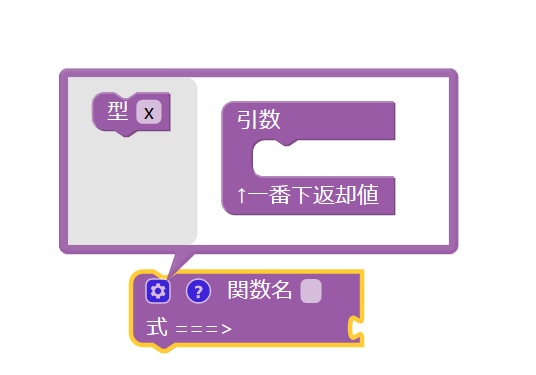 型 x
引数
↑一番下返却値
? 関数名
式 ===>